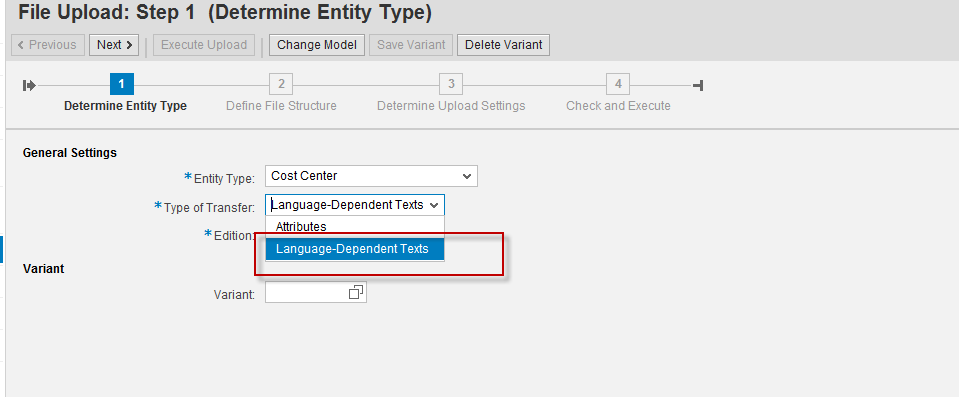 File Upload: Step 1 (Determine Entity Type)
Previous Next Execute Upload Change Model Save Variant Delete Variant
1 2 3 4
Determine Entity Type Define File Structure Determine Upload Settings Check and Execute
General Settings
*Entity Type: Cost Center
*Type of Transfer: Language-Dependent Texts
Attributes
*Edition:
Language-Dependent Texts
Variant
Variant: